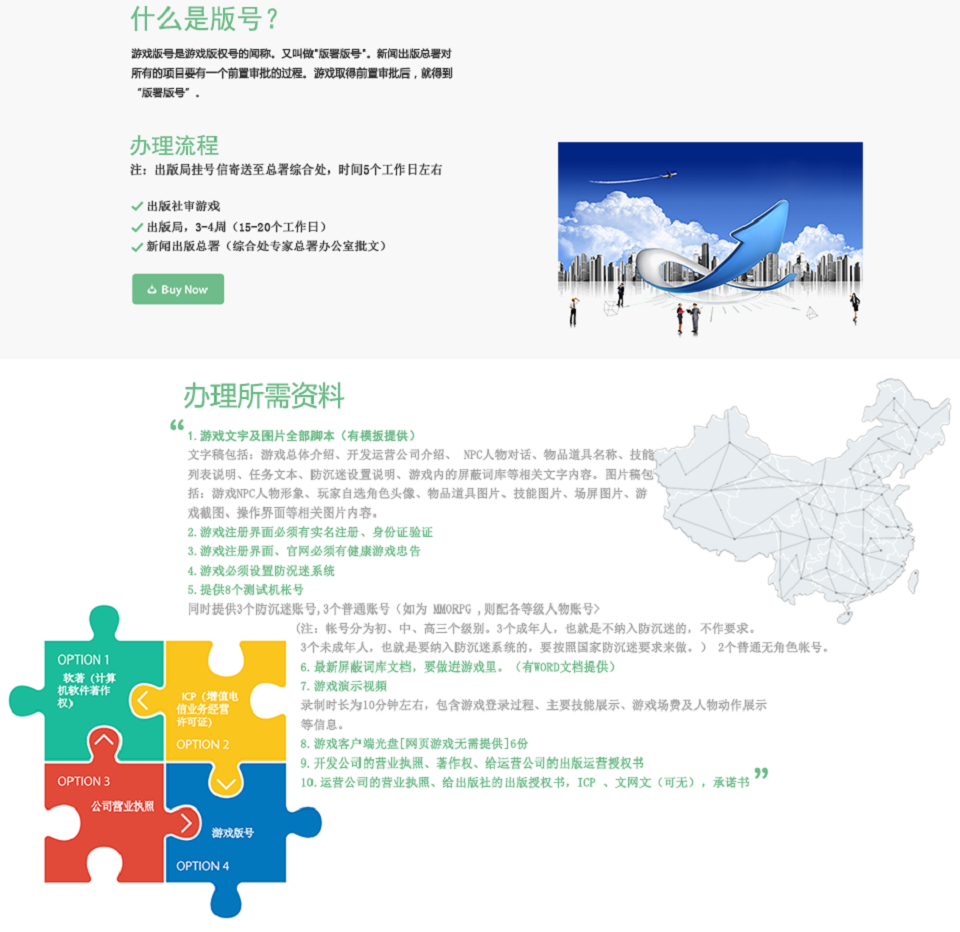 什么是版号?
游戏版号是游戏版权号的闻称。又叫做"版署版号"。新闻出版总署对
所有的项目要有一个前置审批的过程。游戏取得前置审批后,就得到
“版署版号”。
办理流程
注:出版局挂号信寄送至总署综合处,时间5个工作日左右
出版社审游戏
出版局,3-4周(15-20个工作日)
新闻出版总署(综合处专家总署办公室批文)
Buy Now
办理所需资料
“
1.游戏文宇及图片全部脚本(有模扳提供)
文字稿包括:游戏总体介绍、开发运营公司介绍、 NPC人物对话、物品道具名称、技能
列表说明、任务文本、防沉迷设置说明、游戏内的屏蔽词库等相关文字内容。图片稿包
括:游戏NPC人物形象、玩家自选角色头像、物品道具图片、技能图片、场屏图片、游
戏截图、操作界面等相关图片内容。
2.游戏注册界面必须有实名注册、身份证验证
3.游戏注册界面、官网必须有健康游戏忠告
4.游戏必须设置防沉迷系统
5.提供8个测试机帐号
同时提供3个防沉迷账号,3个普通账号(如为 MMORPG ,则配各等级人物账号>
(注:帐号分为初、中、高三个级别。3个成年人,也就是不纳入防沉迷的,不作要求。
3个未成年人,也就是要纳入防沉迷系统的,要按照国家防沉迷要求来做。) 2个普通无角色帐号。
6.最新屏蔽词库文档,要做进游戏里。(有WORD文档提供)
7.游戏演示视频
录制时长为10分钟左右,包含游戏登录过程、主要技能展示、游戏场费及人物动作展示
等信息。
8.游戏客户端光盘[网页游戏无需提供]6份
9.开发公司的营业执照、著作权、给运营公司的出版运营授权书
10.运营公司的营业执照、给出版社的出版授权书,ICP 、文网文(可无),承诺书
”
OPTION 1
软著(计算
机软件著作
权)
ICP(增值电
信业务经营
许可证)
OPTION 2
OPTION 3
公司营业执照
游戏版号
OPTION 4